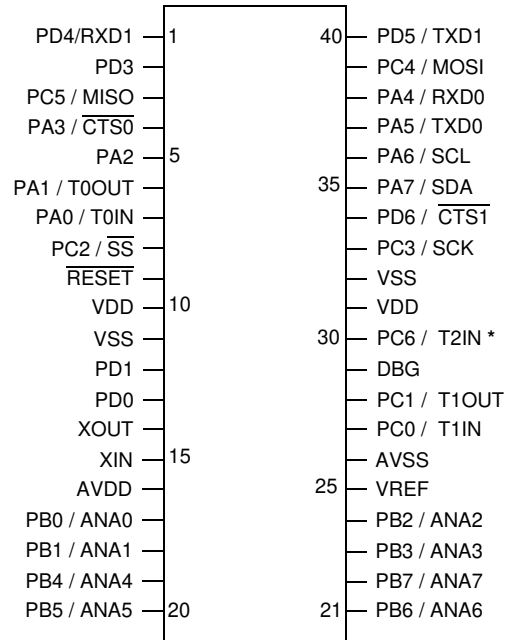 PD4/RXD1 1 40 PD5 / TXD1
PD3 PC4 / MOSI
PC5 / MISO PA4 / RXD0
PA3 / CTS0 PA5 / TXD0
PA2 5 PA6 / SCL
PA1 / T0OUT 35 PA7 / SDA
PA0 / T0IN PD6 / CTS1
PC2 / SS PC3 / SCK
RESET VSS
VDD 10 VDD
VSS 30 PC6 / T2IN *
PD1 DBG
PD0 PC1 / T1OUT
XOUT PC0 / T1IN
XIN 15 AVSS
AVDD 25 VREF
PB0 / ANA0 PB2 / ANA2
PB1 / ANA1 PB3 / ANA3
PB4 / ANA4 PB7 / ANA7
PB5 / ANA5 20 21 PB6 / ANA6